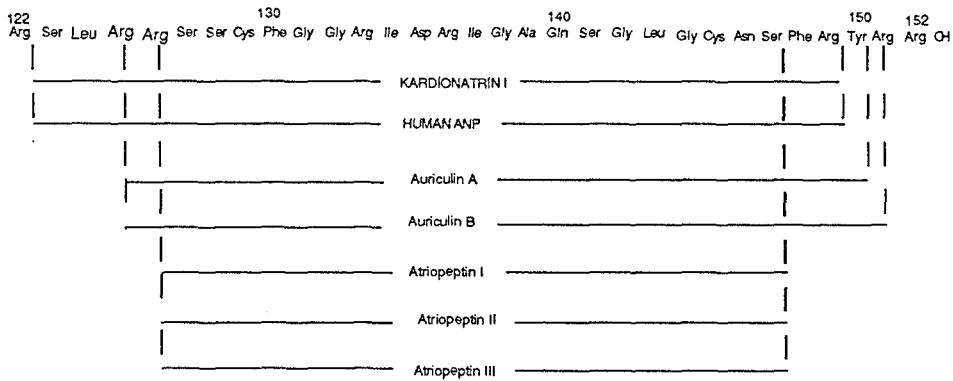 122 130 140 150 152
Arg Ser Leu Arg Arg Ser Ser Cys Phe Gly Gly Arg Ile Asp Arg Ile Gly Ala Gln Ser Gly Leu Gly Cys Asn Ser Phe Arg Tyr Arg Arg CH
KARDIONATRIN I
HUMAN ANP
Auriculin A
Auriculin B
Atriopeptin I
Atriopeptin II
Atriopeptin III